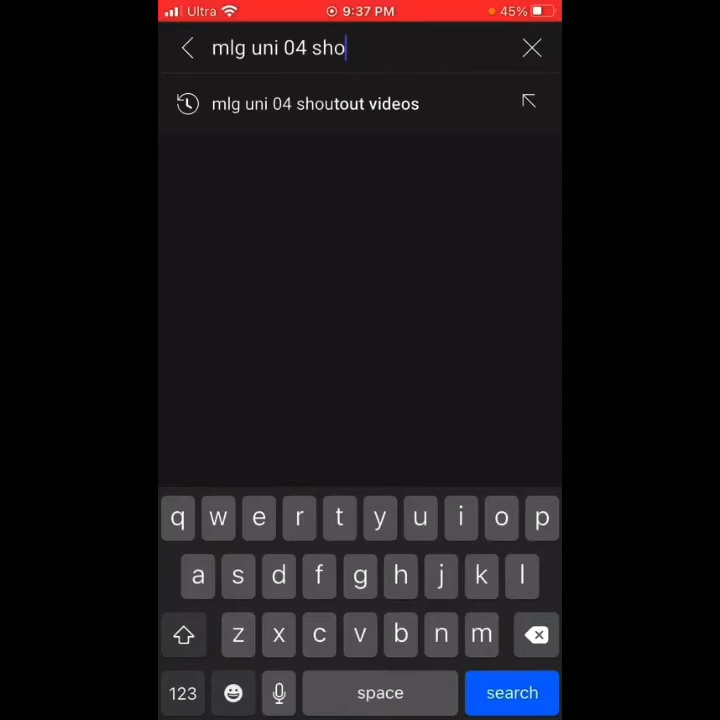 Ultra 9:37 PM 45%
mlg uni 04 sho
mlg uni 04 shoutout videos
q w e r t y u i o p
a s d f g h j k l
z x c v b n m
123 space search